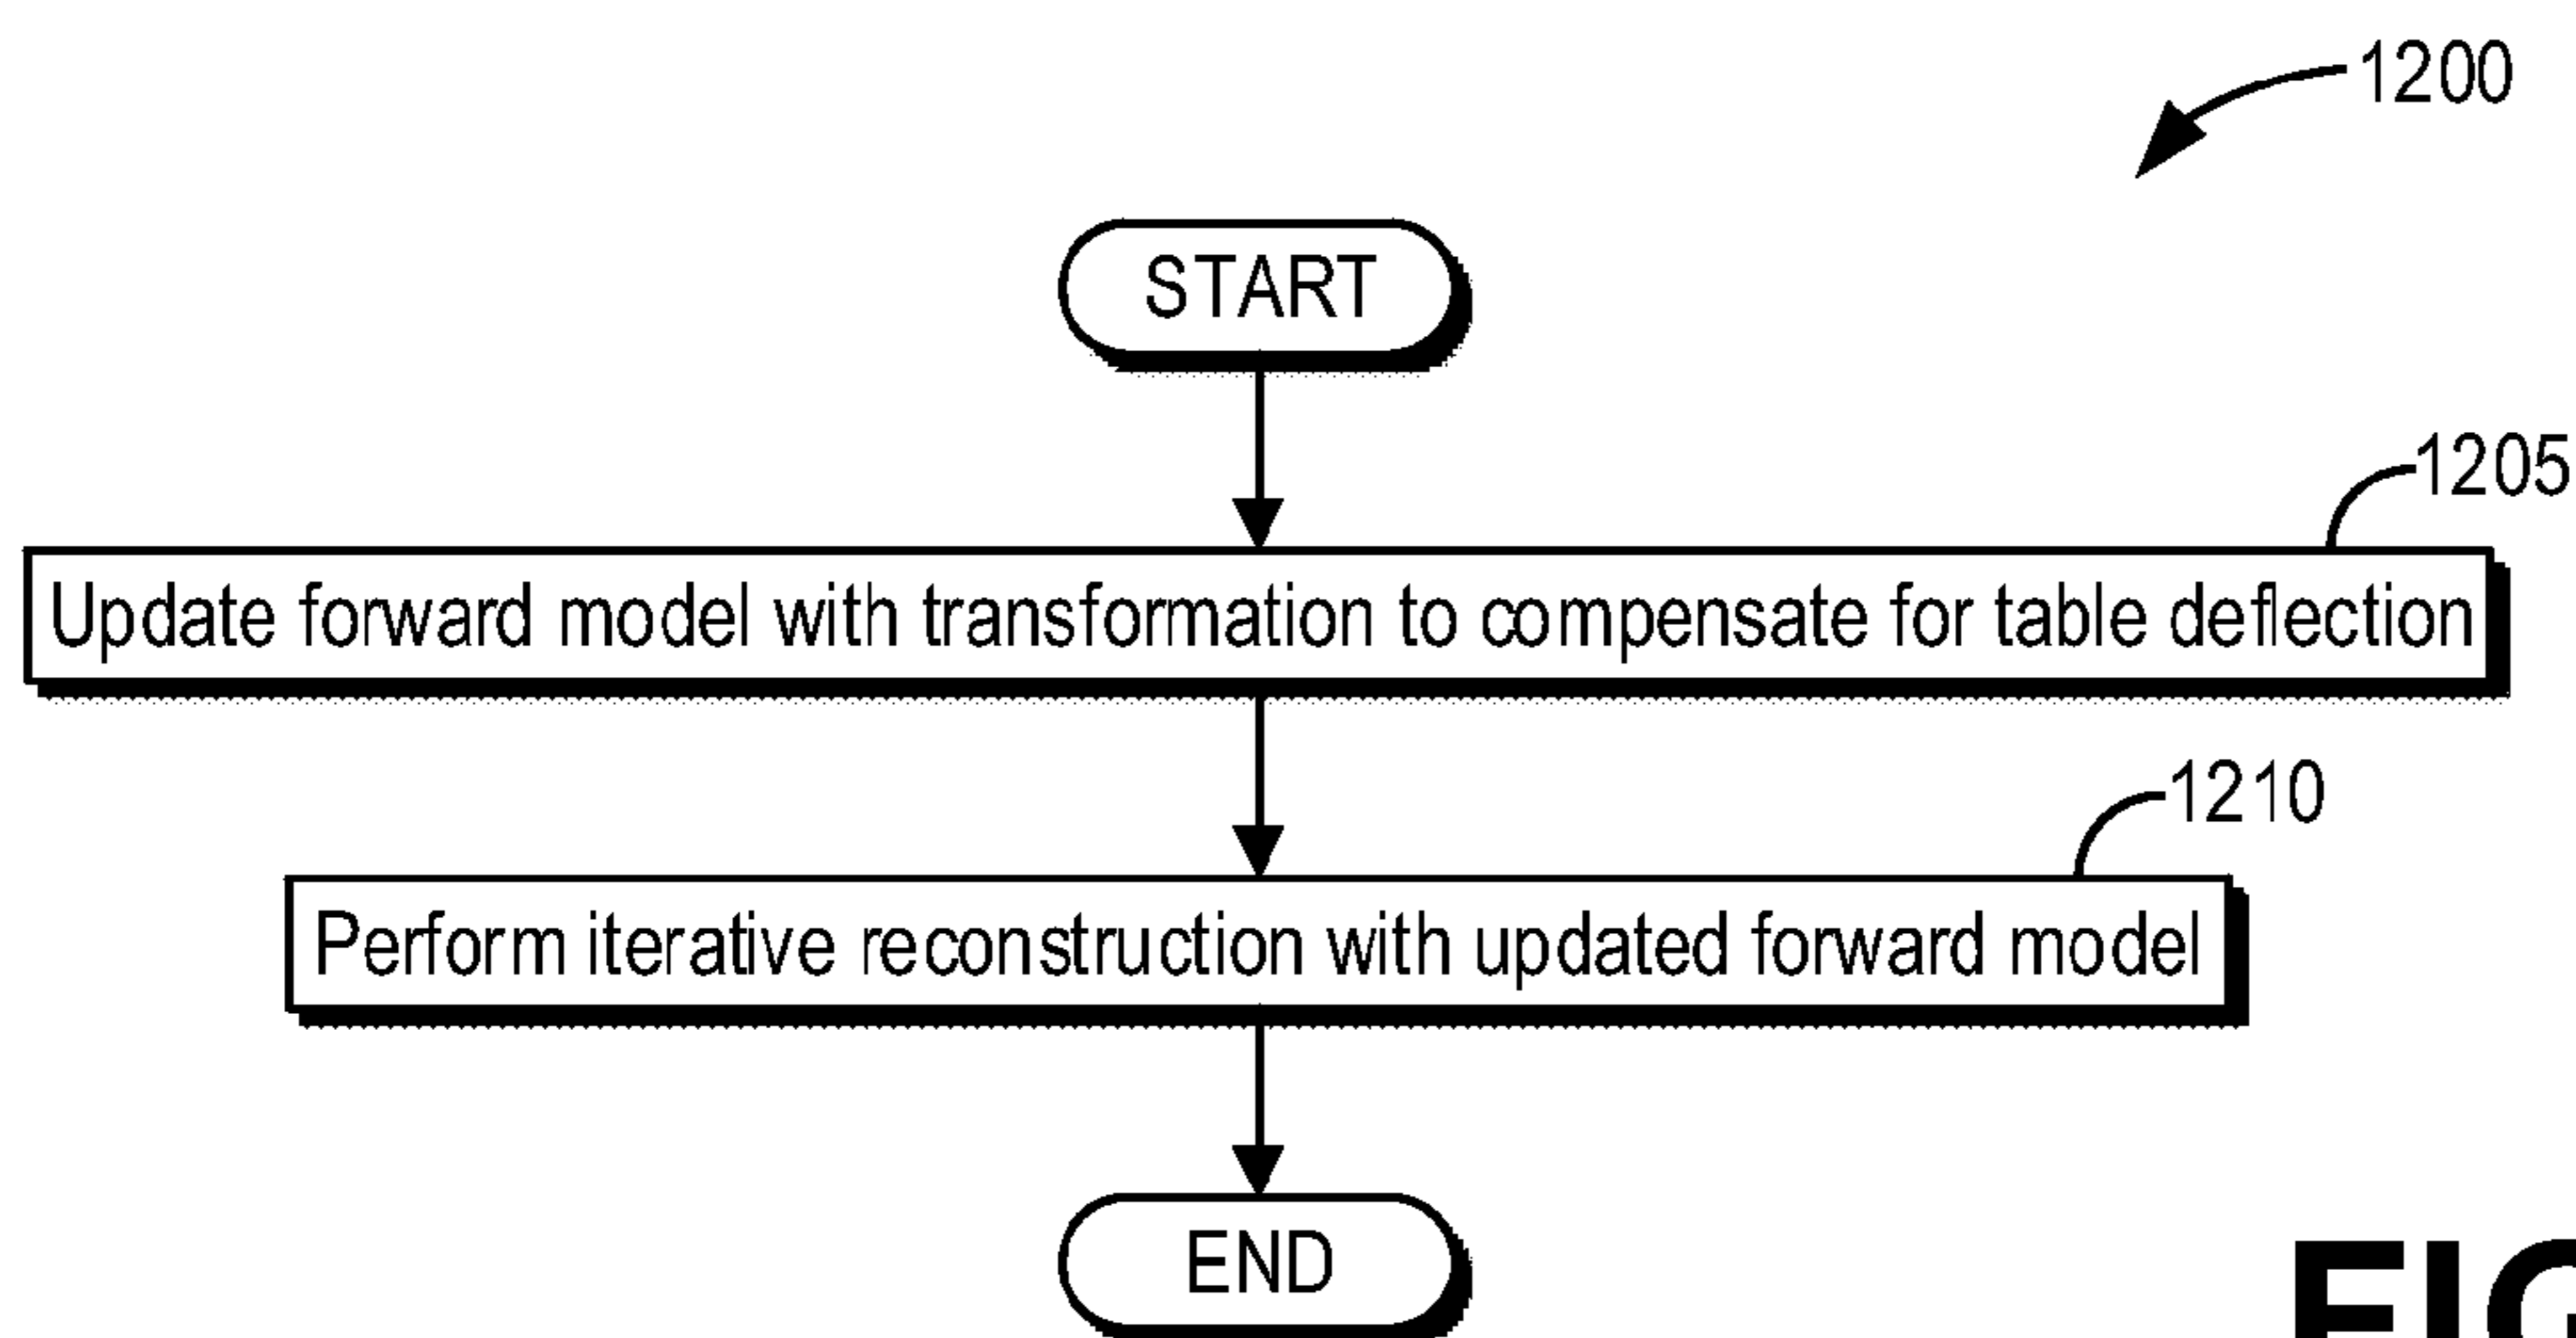 1200
START
1205
Update forward model with transformation to compensate for table deflection
1210
Perform iterative reconstruction with updated forward model
END